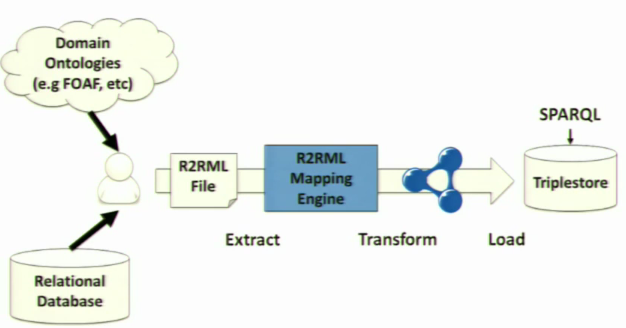 Domain
Ontologies
(e.g FOAF, etc)
SPARQL
R2RML
File
R2RML
Mapping
Engine
Triplestore
Extract
Transform
Load
Relational
Database